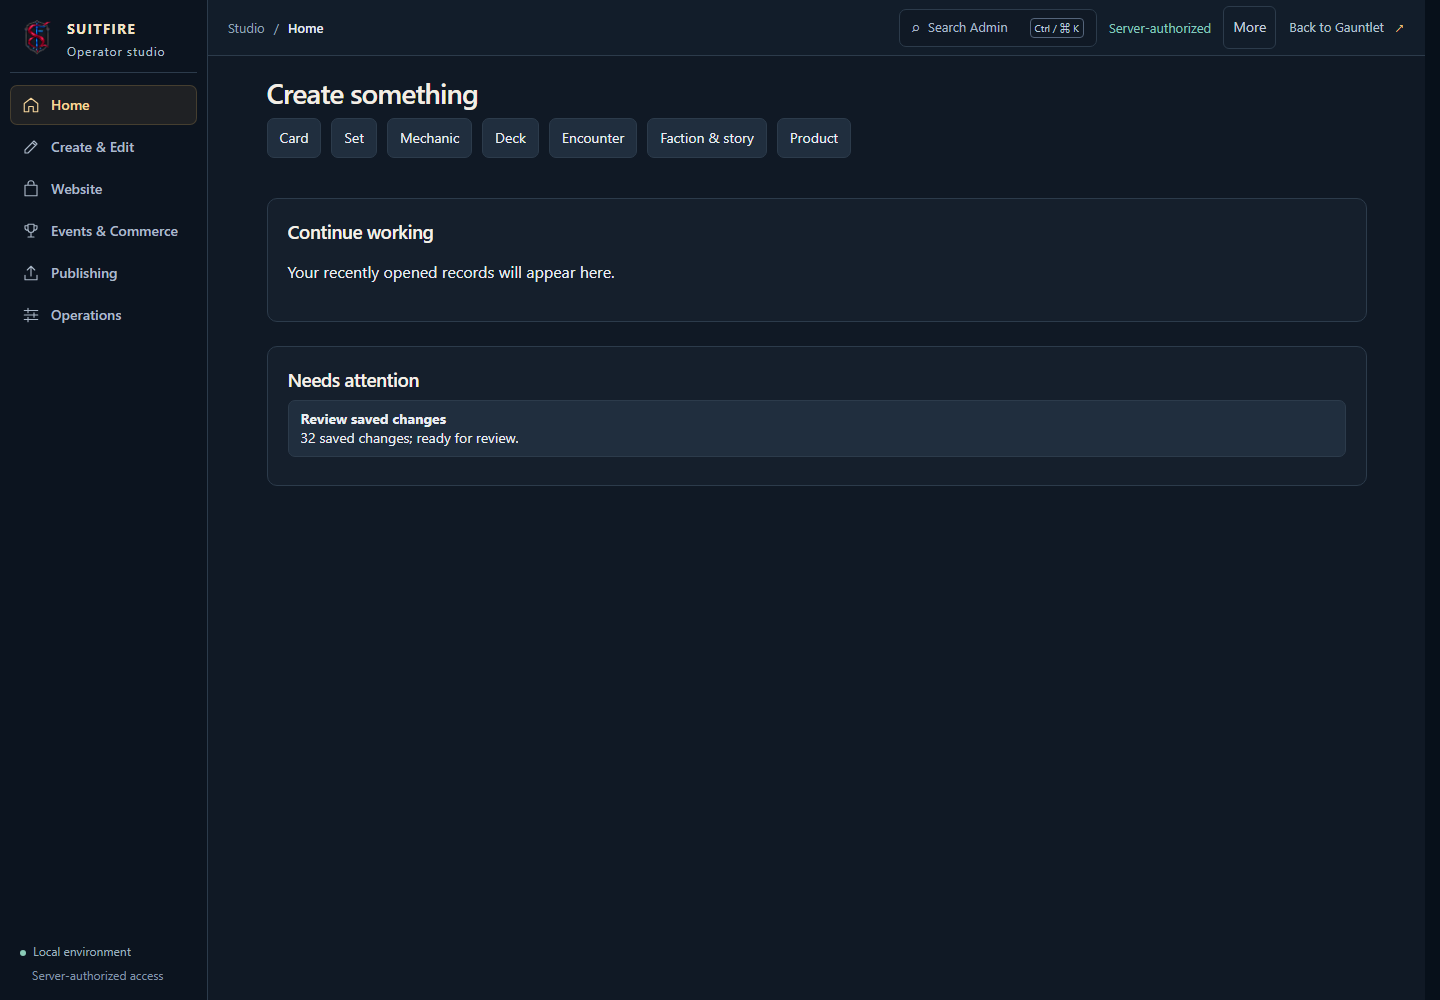 SUITFIRE
Operator studio
Home
Create & Edit
Website
Events & Commerce
Publishing
Operations
Local environment
Server-authorized access
Studio / Home
Search Admin Ctrl / ⌘ K
Server-authorized
More
Back to Gauntlet ↗
Create something
Card
Set
Mechanic
Deck
Encounter
Faction & story
Product
Continue working
Your recently opened records will appear here.
Needs attention
Review saved changes
32 saved changes; ready for review.